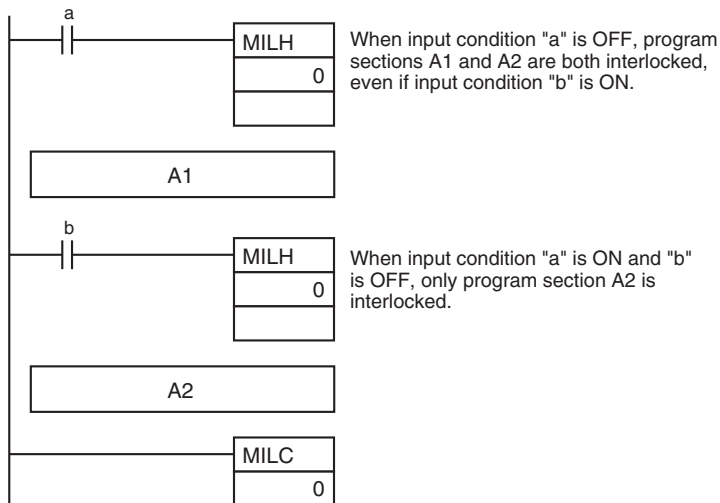 a
MILH
0
When input condition "a" is OFF, program
sections A1 and A2 are both interlocked,
even if input condition "b" is ON.
A1
b
MILH
0
When input condition "a" is ON and "b"
is OFF, only program section A2 is
interlocked.
A2
MILC
0